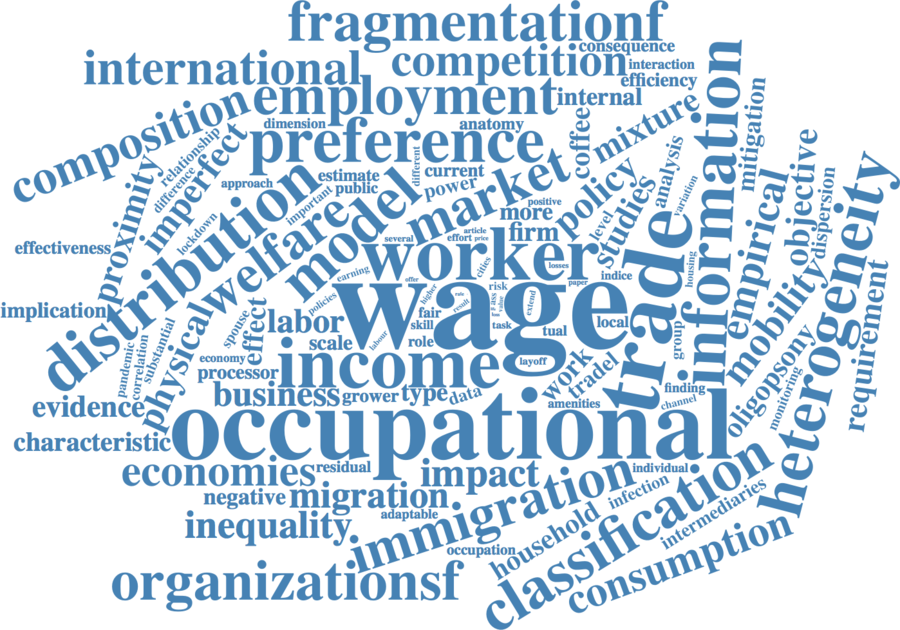 fragmentationf
consequence
international
competition
interaction
efficiency
employment
internal
composition
mixture
information
mitigation
coffee
dimension
anatomy
preference
relationship
difference
imperfect
proximity
approach
estimate
public
different
current
power
market
policy
studies
analysis
variation
objective
dispersion
empirical
heterogeneity
effectiveness
lockdown
important
distribution
welfare
model
positive
more
firm
level
article
effort
price
several
worker
trade
housing
losses
cities
indice
paper
offer
earning
policies
higher
risk
wage
implication
physical
spouse
effect
labor
fair
skill
role
labour
result
rate
pass
value
extend
task
tual
local
group
mobility
requirement
pandemic
correlation
substantial
economy
scale
processor
income
layoff
work
tradel
finding
channel
oligopsony
monitoring
business
grower
type
data
amenities
evidence
characteristic
occupational
economies
residual
impact
individual
negative
migration
adaptable
immigration
infection
classification
intermediaries
inequality
occupation
household
consumption
organizationsf